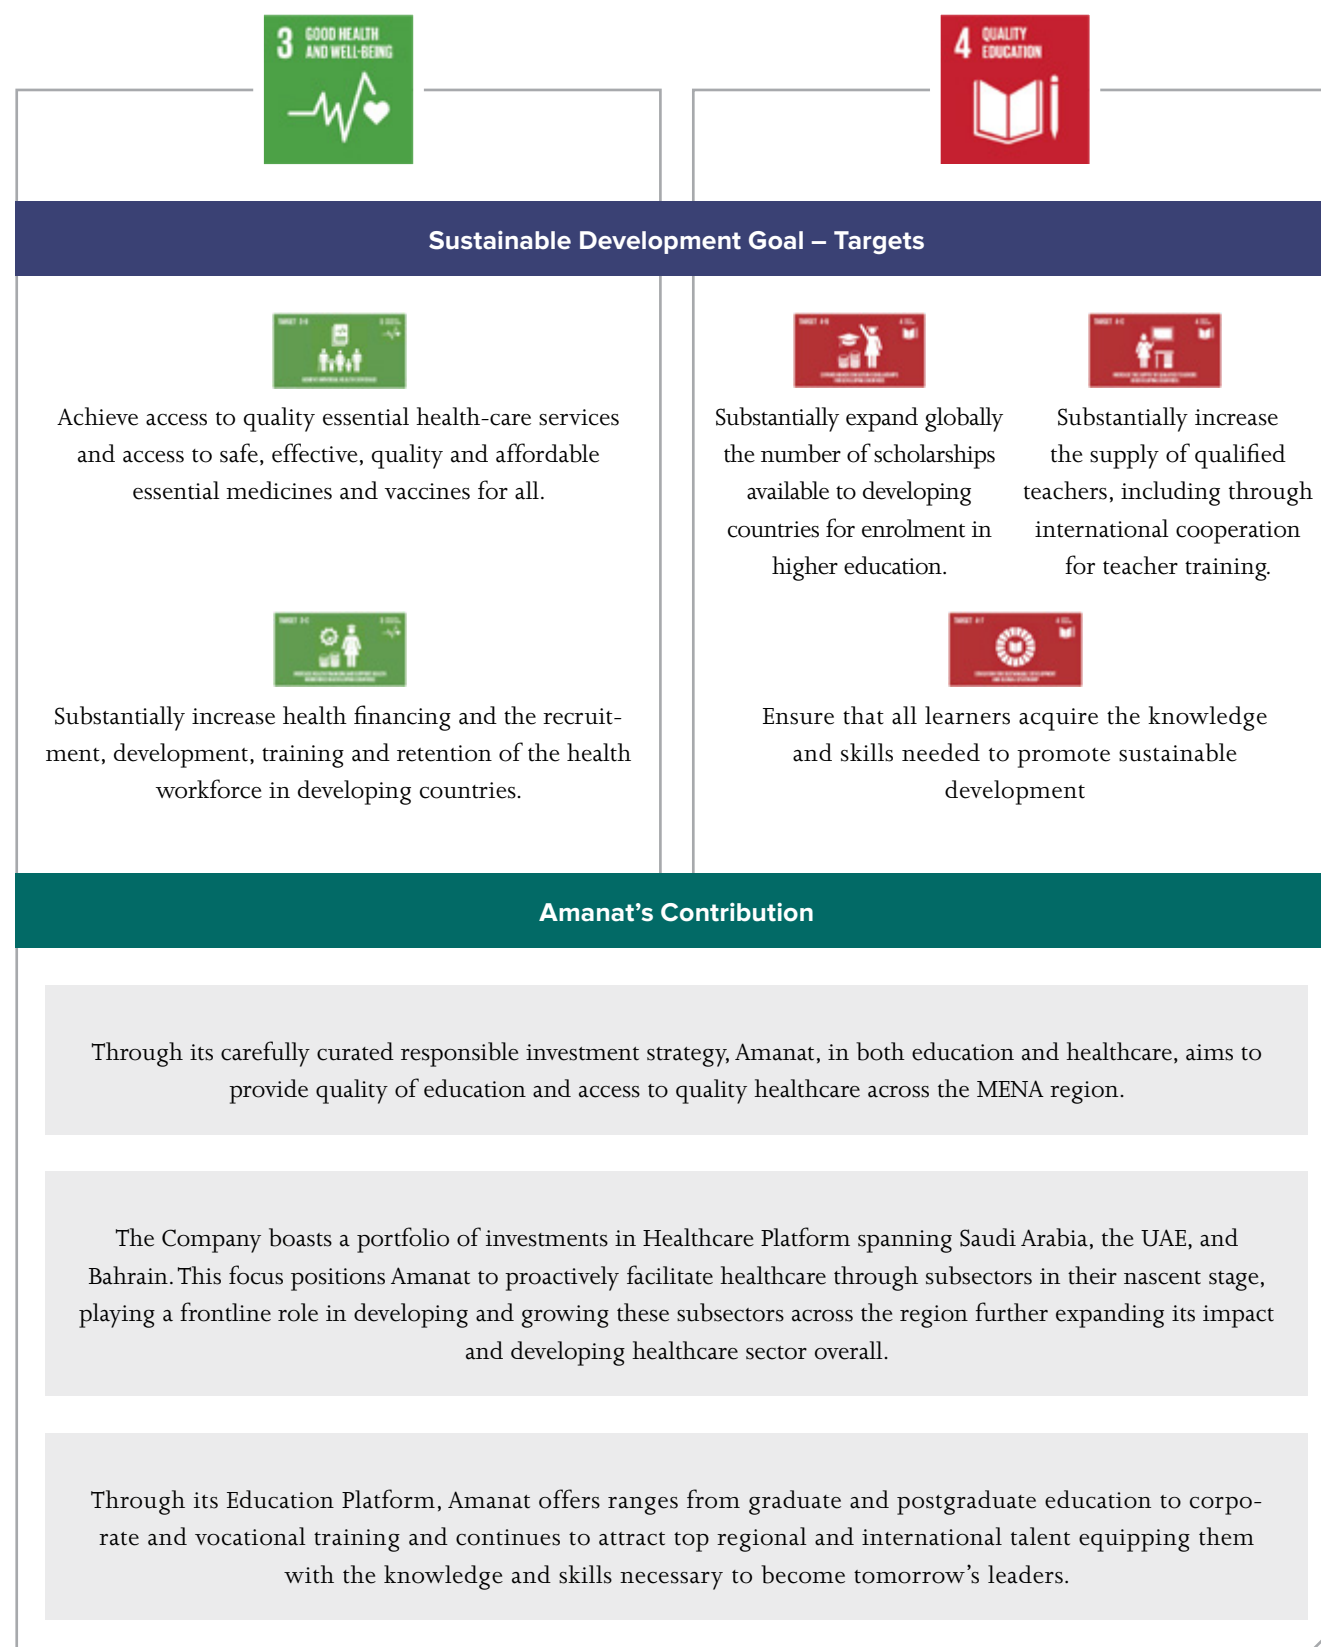 3 GOOD HEALTH
AND WELL-BEING
4 QUALITY
EDUCATION
Sustainable Development Goal – Targets
Achieve access to quality essential health-care services
and access to safe, effective, quality and affordable
essential medicines and vaccines for all.
Substantially increase health financing and the recruit-
ment, development, training and retention of the health
workforce in developing countries.
Substantially expand globally
the number of scholarships
available to developing
countries for enrolment in
higher education.
Substantially increase
the supply of qualified
teachers, including through
international cooperation
for teacher training.
Ensure that all learners acquire the knowledge
and skills needed to promote sustainable
development
Amanat’s Contribution
Through its carefully curated responsible investment strategy, Amanat, in both education and healthcare, aims to
provide quality of education and access to quality healthcare across the MENA region.
The Company boasts a portfolio of investments in Healthcare Platform spanning Saudi Arabia, the UAE, and
Bahrain. This focus positions Amanat to proactively facilitate healthcare through subsectors in their nascent stage,
playing a frontline role in developing and growing these subsectors across the region further expanding its impact
and developing healthcare sector overall.
Through its Education Platform, Amanat offers ranges from graduate and postgraduate education to corpo-
rate and vocational training and continues to attract top regional and international talent equipping them
with the knowledge and skills necessary to become tomorrow’s leaders.